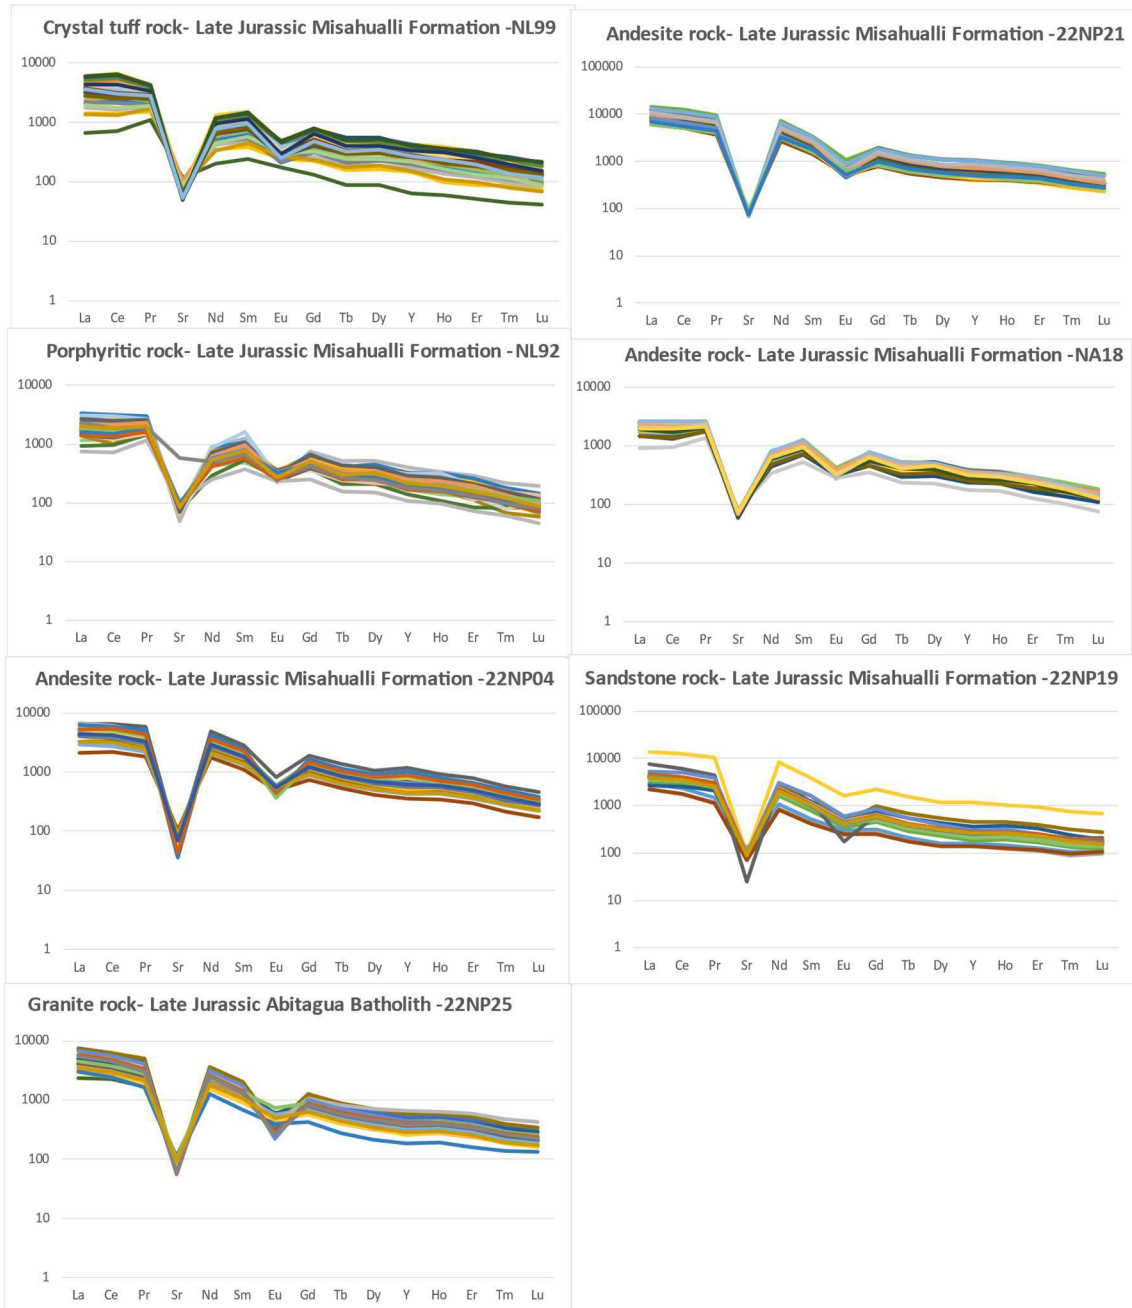 Crystal tuff rock- Late Jurassic Misahualli Formation -NL99
10000
1000
100
10
1
La Ce Pr Sr Nd Sm Eu Gd Tb Dy Y Ho Er Tm Lu
Andesite rock- Late Jurassic Misahualli Formation -22NP21
100000
10000
1000
100
10
1
La Ce Pr Sr Nd Sm Eu Gd Tb Dy Y Ho Er Tm Lu
Porphyritic rock- Late Jurassic Misahualli Formation -NL92
10000
1000
100
10
1
La Ce Pr Sr Nd Sm Eu Gd Tb Dy Y Ho Er Tm Lu
Andesite rock- Late Jurassic Misahualli Formation -NA18
10000
1000
100
10
1
La Ce Pr Sr Nd Sm Eu Gd Tb Dy Y Ho Er Tm Lu
Andesite rock- Late Jurassic Misahualli Formation -22NP04
10000
1000
100
10
1
La Ce Pr Sr Nd Sm Eu Gd Tb Dy Y Ho Er Tm Lu
Sandstone rock- Late Jurassic Misahualli Formation -22NP19
100000
10000
1000
100
10
1
La Ce Pr Sr Nd Sm Eu Gd Tb Dy Y Ho Er Tm Lu
Granite rock- Late Jurassic Abitagua Batholith -22NP25
10000
1000
100
10
1
La Ce Pr Sr Nd Sm Eu Gd Tb Dy Y Ho Er Tm Lu